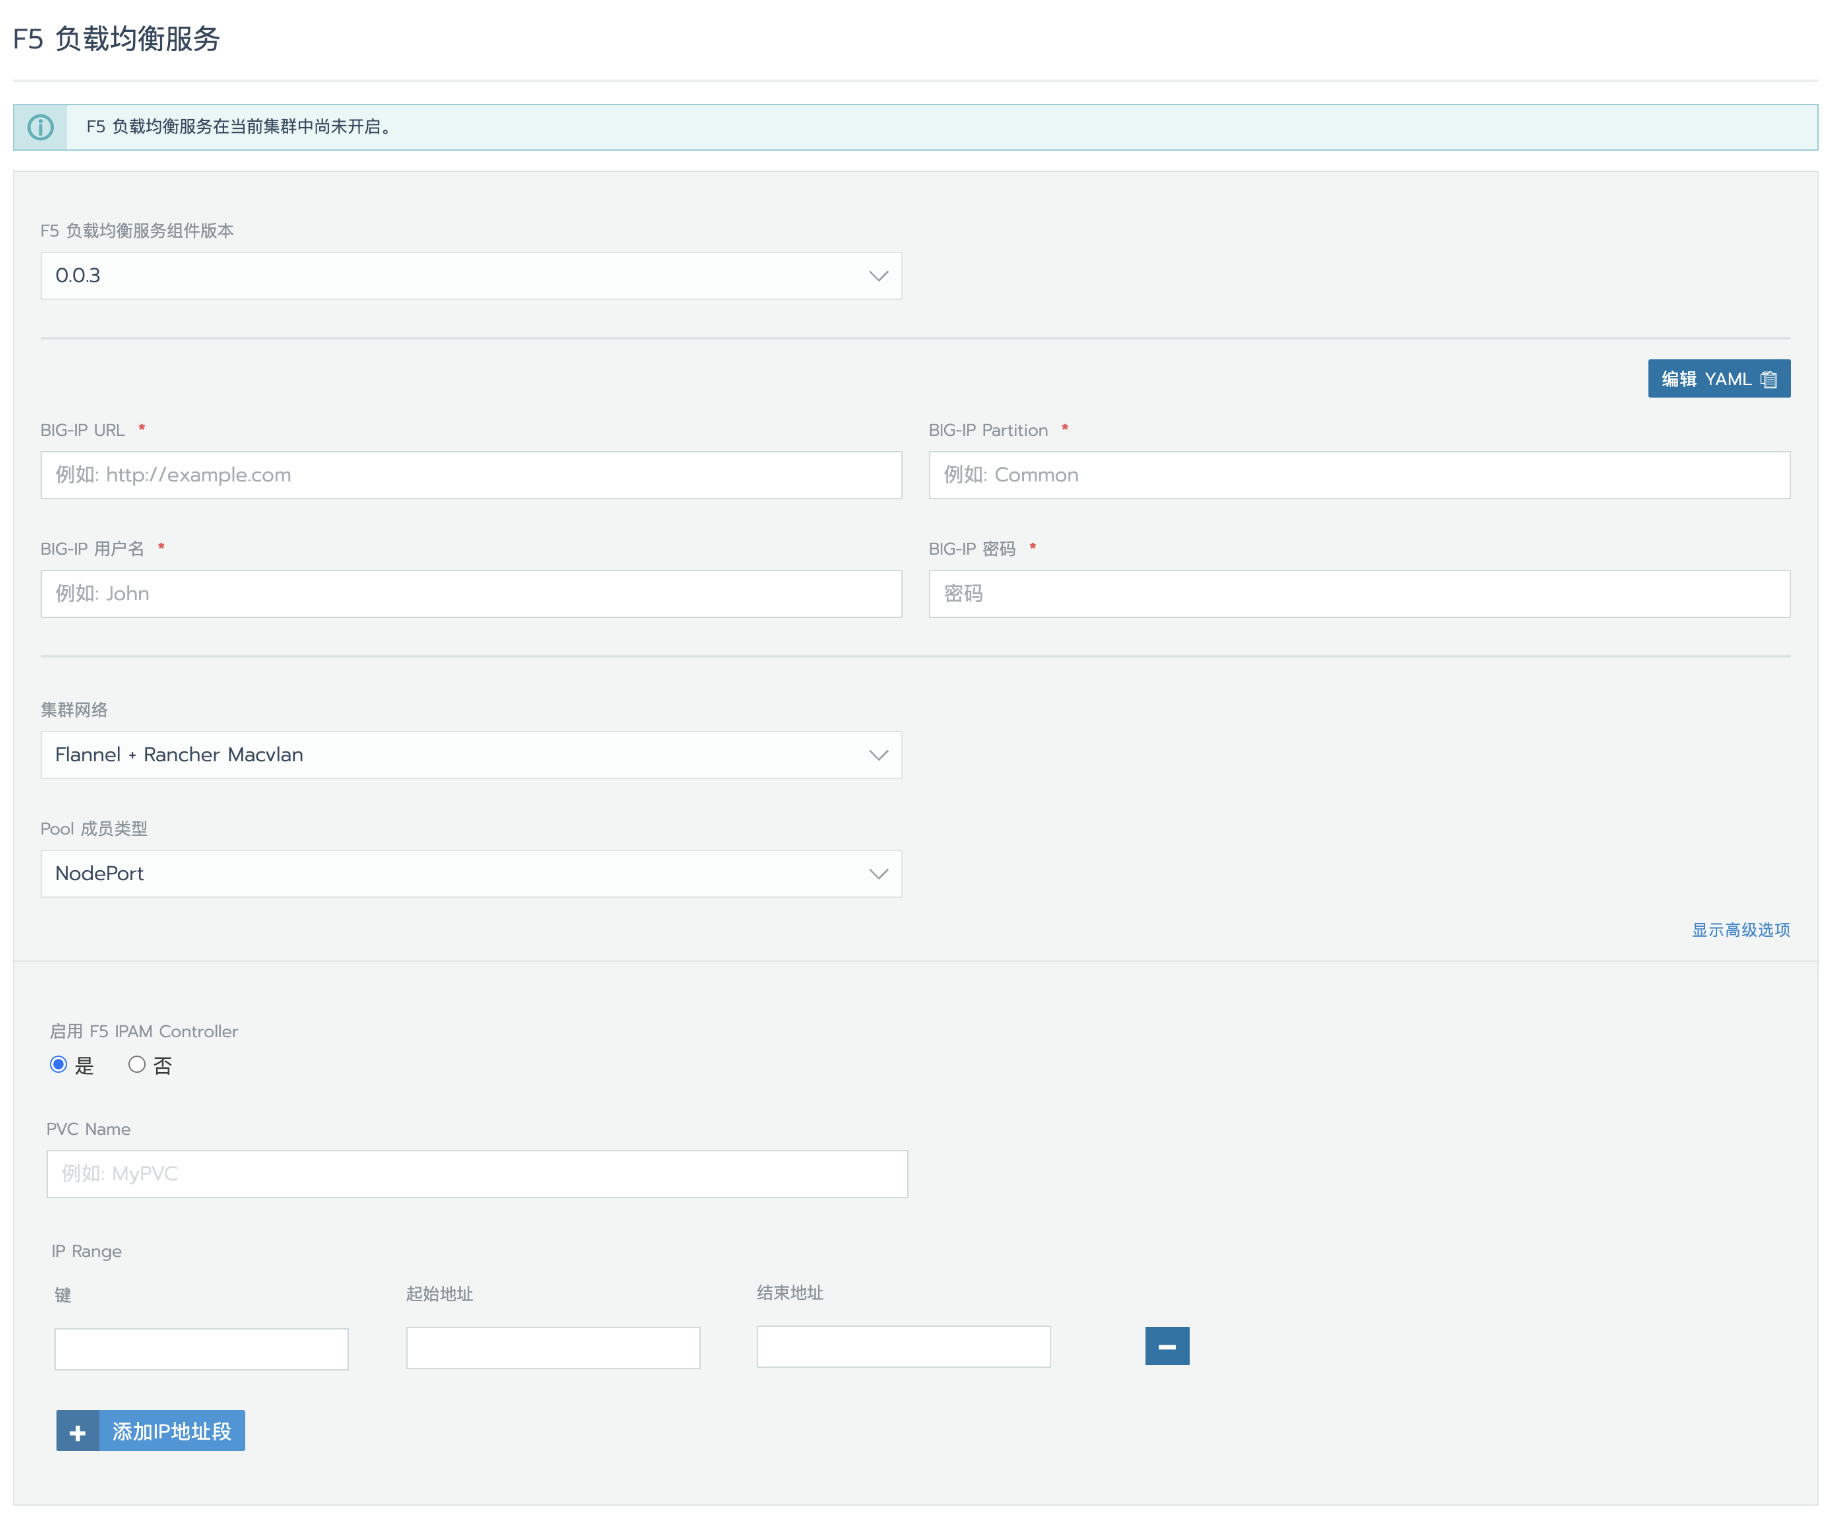 F5 负载均衡服务
F5 负载均衡服务在当前集群中尚未开启。
F5 负载均衡服务组件版本
0.0.3
编辑 YAML
BIG-IP URL *
BIG-IP Partition *
例如: http://example.com
例如: Common
BIG-IP 用户名 *
BIG-IP 密码 *
例如: John
密码
集群网络
Flannel + Rancher Macvlan
Pool 成员类型
NodePort
显示高级选项
启用 F5 IPAM Controller
是 否
PVC Name
例如: MyPVC
IP Range
键 起始地址 结束地址
添加IP地址段